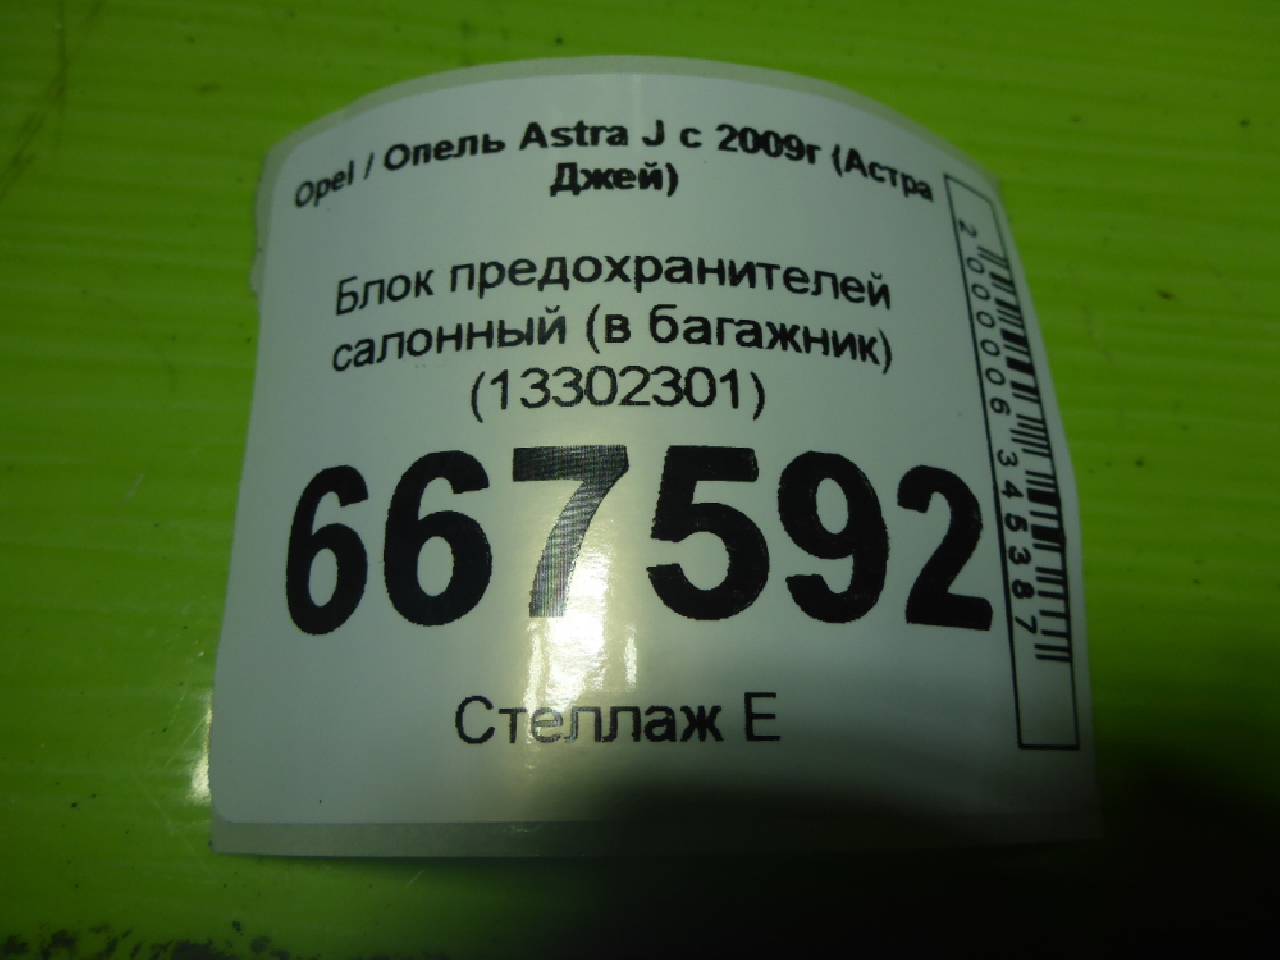 Opel / Опель Astra J с 2009г (Астра
Джей)
Блок предохранителей
салонный (в багажник)
(13302301)
667592
Стеллаж Е
2000006345387